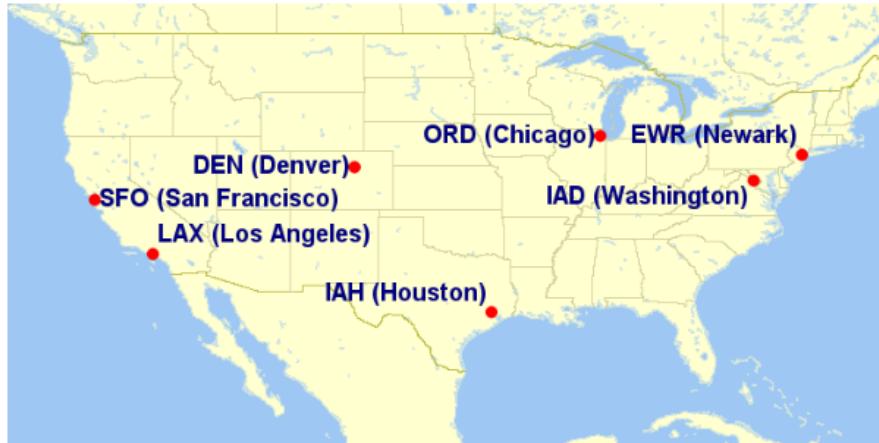 ORD (Chicago)
EWR (Newark)
DEN (Denver)
IAD (Washington)
SFO (San Francisco)
LAX (Los Angeles)
IAH (Houston)